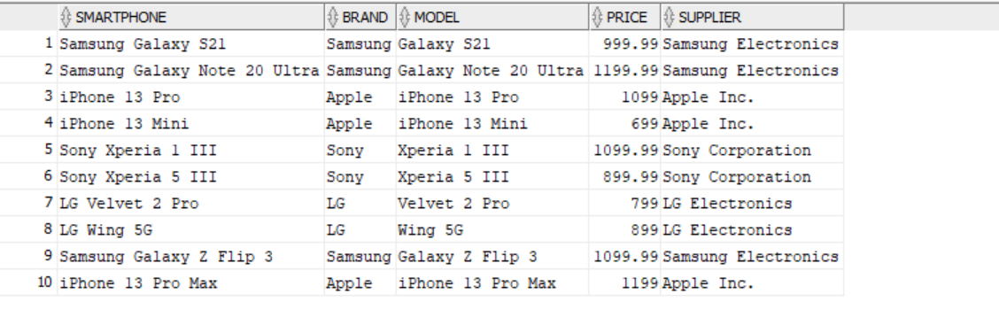 SMARTPHONE BRAND MODEL PRICE SUPPLIER
1 Samsung Galaxy S21 Samsung Galaxy S21 999.99 Samsung Electronics
2 Samsung Galaxy Note 20 Ultra Samsung Galaxy Note 20 Ultra 1199.99 Samsung Electronics
3 iPhone 13 Pro Apple iPhone 13 Pro 1099 Apple Inc.
4 iPhone 13 Mini Apple iPhone 13 Mini 699 Apple Inc.
5 Sony Xperia 1 III Sony Xperia 1 III 1099.99 Sony Corporation
6 Sony Xperia 5 III Sony Xperia 5 III 899.99 Sony Corporation
7 LG Velvet 2 Pro LG Velvet 2 Pro 799 LG Electronics
8 LG Wing 5G LG Wing 5G 899 LG Electronics
9 Samsung Galaxy Z Flip 3 Samsung Galaxy Z Flip 3 1099.99 Samsung Electronics
10 iPhone 13 Pro Max Apple iPhone 13 Pro Max 1199 Apple Inc.